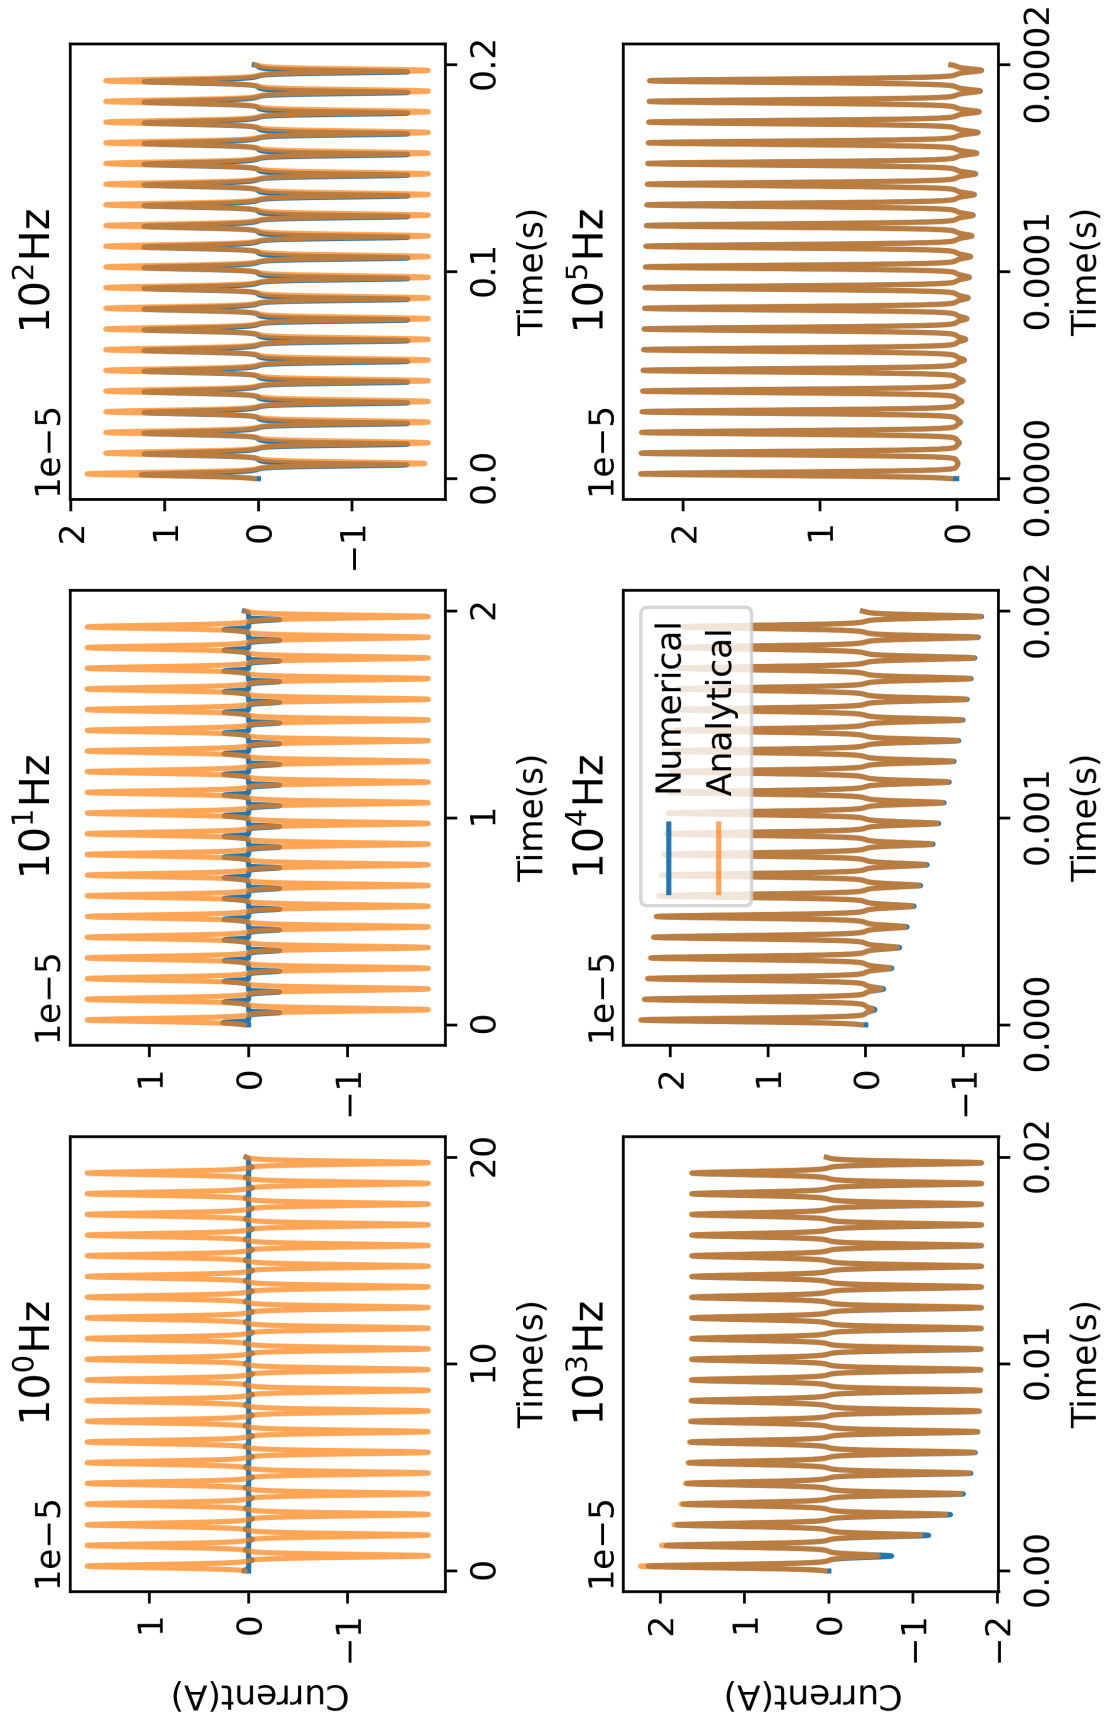 10^0Hz
1e−5
1
0
−1
Current(A)
0
10
20
Time(s)
10^1Hz
1e−5
1
0
−1
0
1
2
Time(s)
10^2Hz
1e−5
2
1
0
−1
0.0
0.1
0.2
Time(s)
10^3Hz
1e−5
2
1
0
−1
−2
Current(A)
0.00
0.01
0.02
Time(s)
10^4Hz
1e−5
2
1
0
−1
Numerical
Analytical
0.000
0.001
0.002
Time(s)
10^5Hz
1e−5
2
1
0
0.0000
0.0001
0.0002
Time(s)